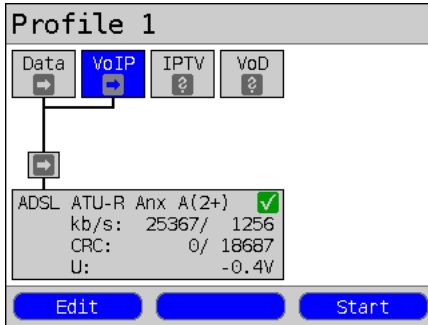 Profile 1
Data VoIP IPTV VoD
? ?
ADSL ATU-R Anx A(2+)
kb/s: 25367/ 1256
CRC: 0/ 18687
U: -0.4V
Edit Start